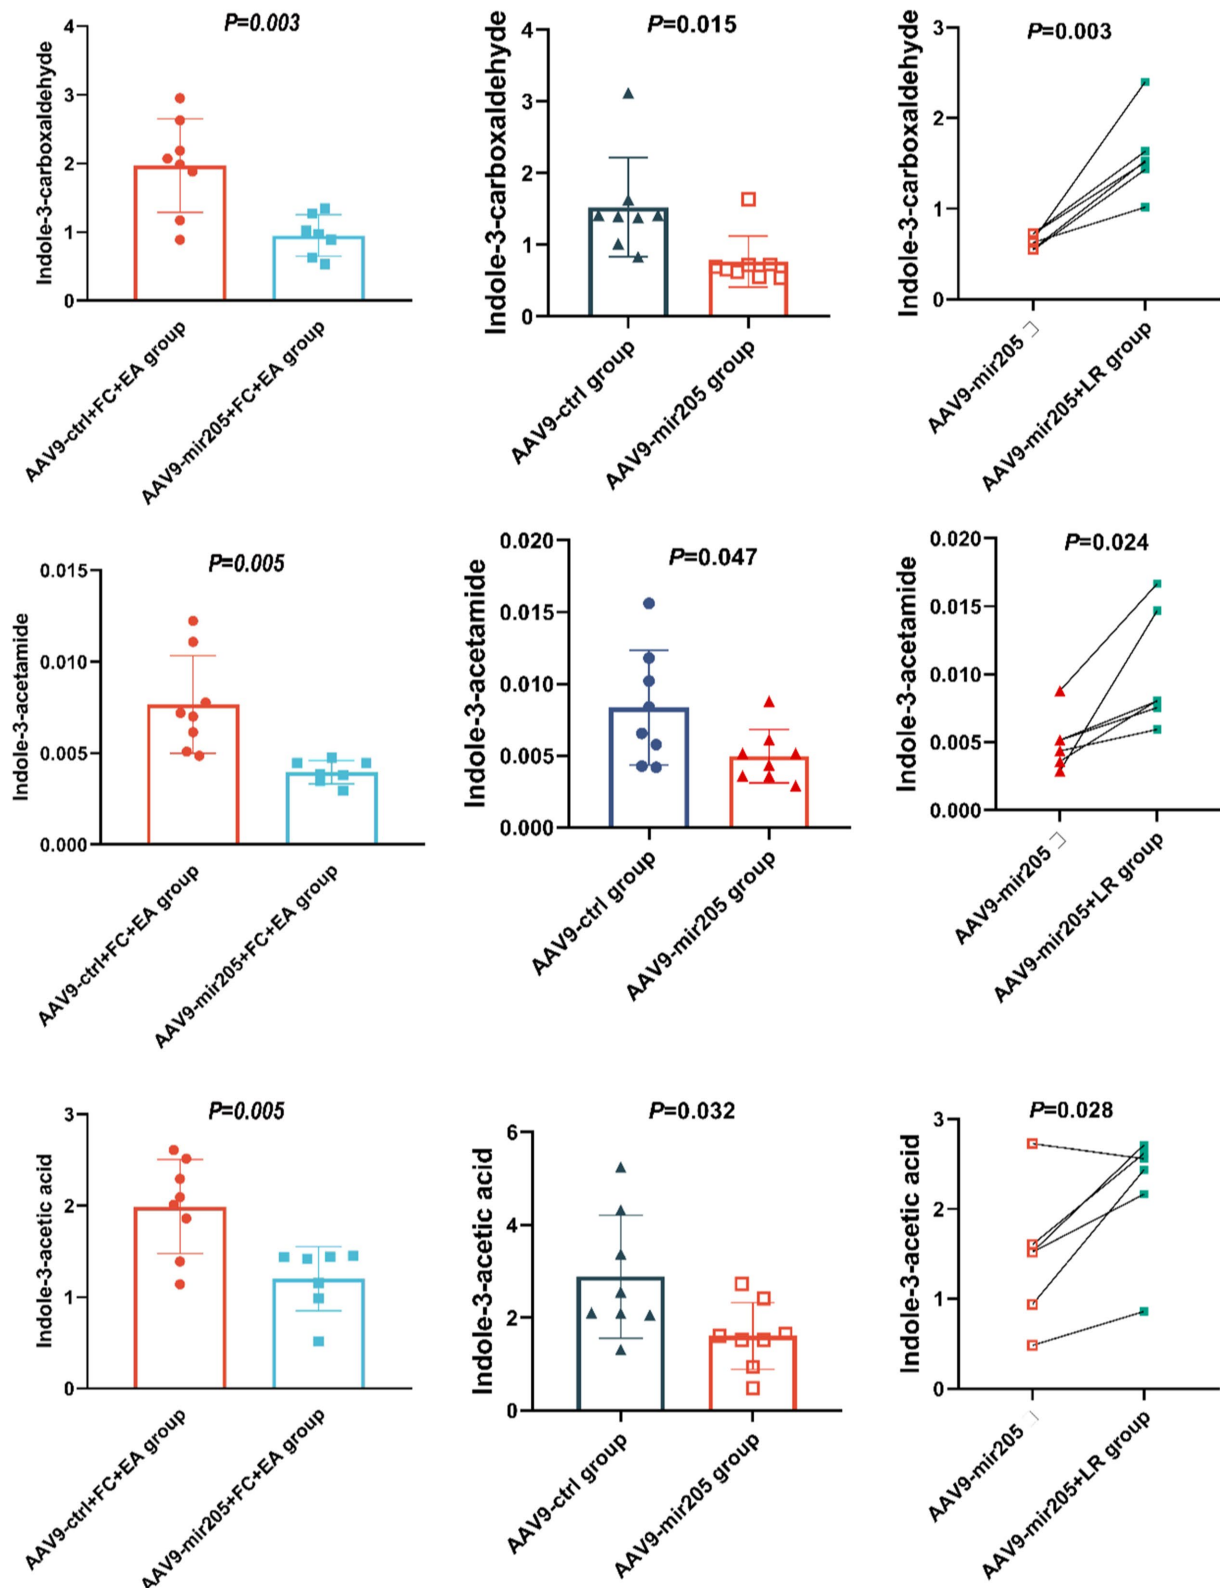 P=0.003
Indole-3-carboxaldehyde
4
3
2
1
0
AAV9-ctrl+FC+EA group
AAV9-mir205+FC+EA group
P=0.015
Indole-3-carboxaldehyde
4
3
2
1
0
AAV9-ctrl group
AAV9-mir205 group
P=0.003
Indole-3-carboxaldehyde
3
2
1
0
AAV9-mir205
AAV9-mir205+LR group
P=0.005
Indole-3-acetamide
0.015
0.010
0.005
0.000
AAV9-ctrl+FC+EA group
AAV9-mir205+FC+EA group
P=0.047
Indole-3-acetamide
0.020
0.015
0.010
0.005
0.000
AAV9-ctrl group
AAV9-mir205 group
P=0.024
Indole-3-acetamide
0.020
0.015
0.010
0.005
0.000
AAV9-mir205
AAV9-mir205+LR group
P=0.005
Indole-3-acetic acid
3
2
1
0
AAV9-ctrl+FC+EA group
AAV9-mir205+FC+EA group
P=0.032
Indole-3-acetic acid
6
4
2
0
AAV9-ctrl group
AAV9-mir205 group
P=0.028
Indole-3-acetic acid
3
2
1
0
AAV9-mir205
AAV9-mir205+LR group